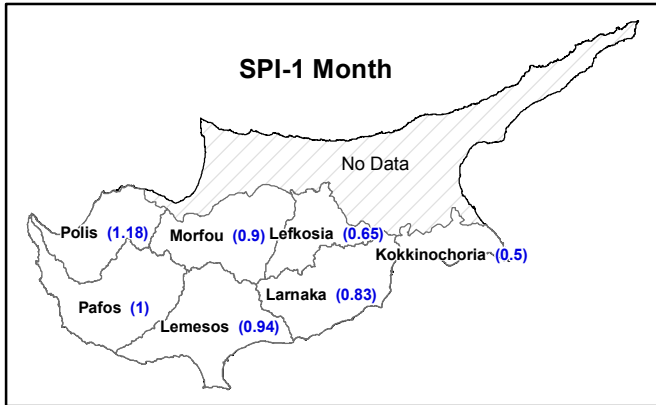 SPI-1 Month
No Data
Polis (1.18)
Morfou (0.9)
Lefkosia (0.65)
Kokkinochoria (0.5)
Pafos (1)
Larnaka (0.83)
Lemesos (0.94)